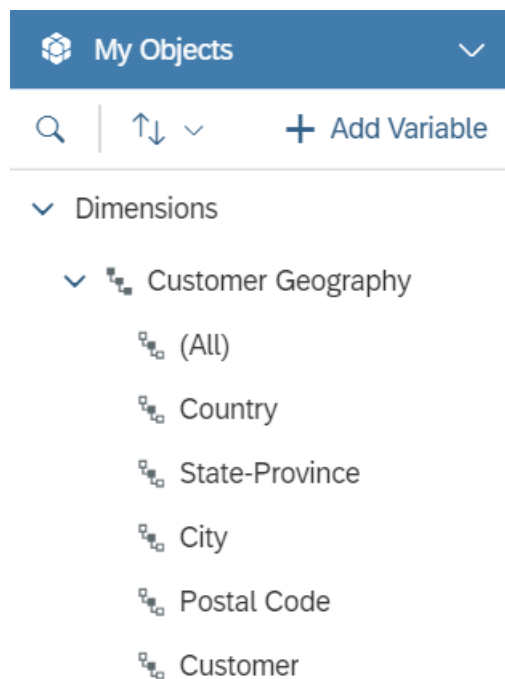 My Objects
Add Variable
Dimensions
Customer Geography
(All)
Country
State-Province
City
Postal Code
Customer